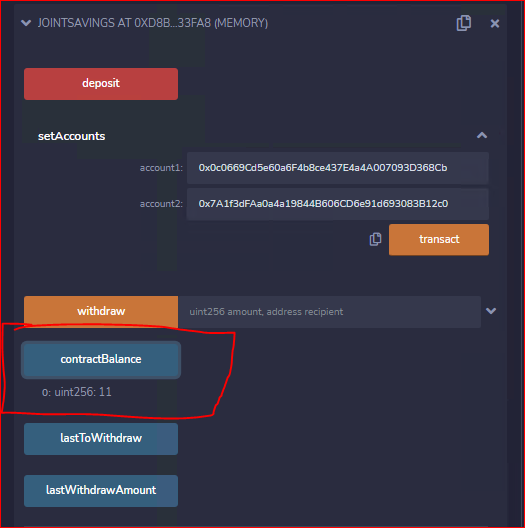 JOINTSAVINGS AT 0XD8B...33FA8 (MEMORY)
deposit
setAccounts
account1: 0x0c0669Cd5e60a6F4b8ce437E4a4A007093D368Cb
account2: 0x7A1f3dFAa0a4a19844B606CD6e91d693083B12c0
transact
withdraw uint256 amount, address recipient
contractBalance
0: uint256: 11
lastToWithdraw
lastWithdrawAmount